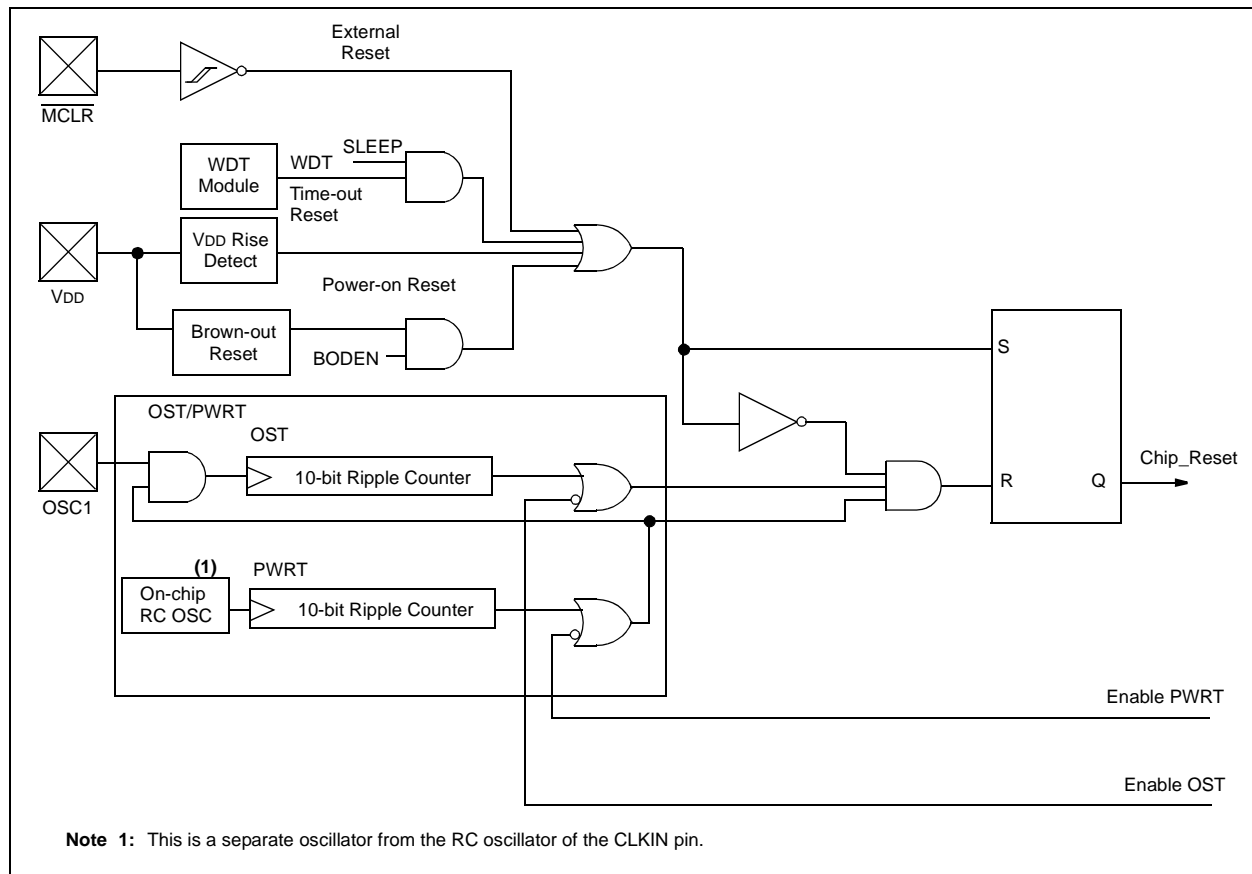 External
Reset
MCLR
SLEEP
WDT
Module
WDT
Time-out
Reset
VDD Rise
Detect
VDD
Power-on Reset
Brown-out
Reset
BODEN
S
OST/PWRT
OST
10-bit Ripple Counter
OSC1
Chip_Reset
R
Q
(1)
PWRT
On-chip
RC OSC
10-bit Ripple Counter
Enable PWRT
Enable OST
Note 1: This is a separate oscillator from the RC oscillator of the CLKIN pin.